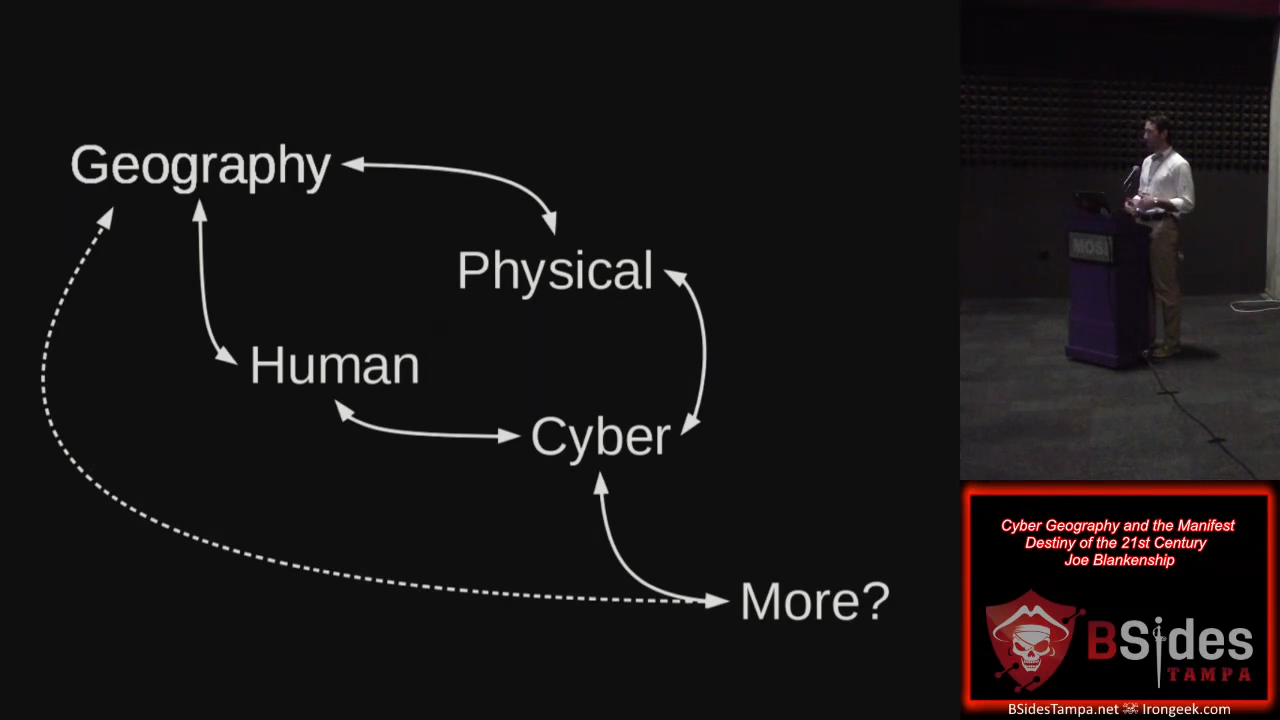 Geography
Physical
Human
Cyber
More?
MOSI
Cyber Geography and the Manifest
Destiny of the 21st Century
Joe Blankenship
BSides
TAMPA
BSidesTampa.net Irongeek.com